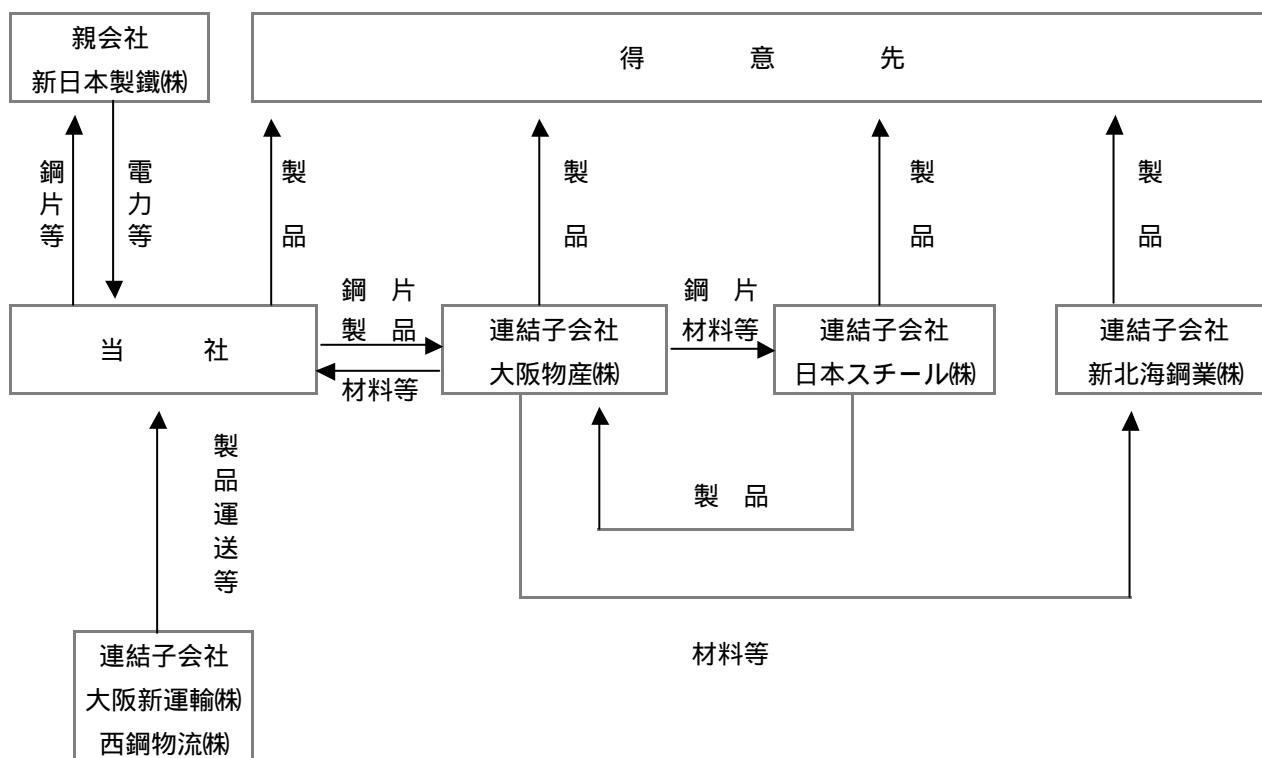 親会社
新日本製鐵㈱
得 意 先
鋼片等
電力等
製品
製品
製品
製品
当 社
鋼 片
製 品
材料等
連結子会社
大阪物産㈱
鋼 片
材料等
連結子会社
日本スチール㈱
連結子会社
新北海鋼業㈱
製品運送等
製 品
材料等
連結子会社
大阪新運輸㈱
西鋼物流㈱